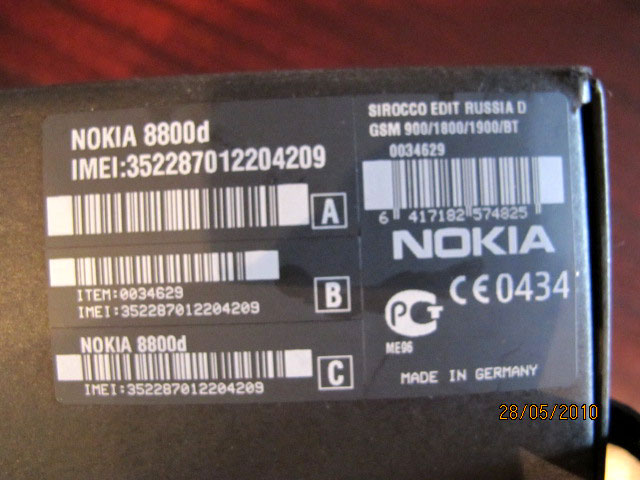 NOKIA 8800d
IMEI:352287012204209
A
ITEM:0034629
IMEI:352287012204209
B
NOKIA 8800d
IMEI:352287012204209
C
SIROCCO EDIT RUSSIA D
GSM 900/1800/1900/BT
0034629
6 417182 574825
NOKIA
CE0434
PCT
ME96
MADE IN GERMANY
28/05/2010